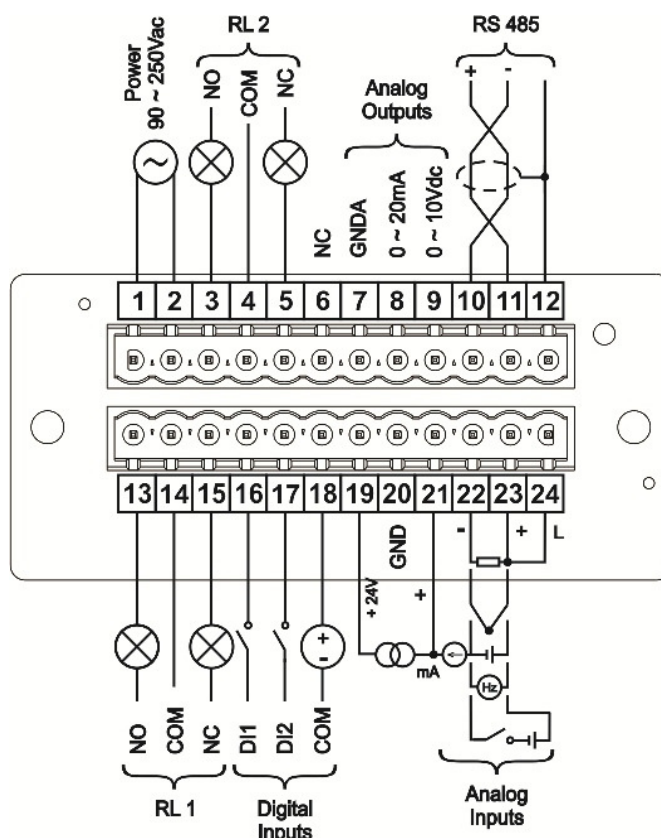 RL 2
RS 485
Power
90 ~ 250Vac
NO
COM
NC
Analog
Outputs
+ -
NC
GNDA
0 ~ 20mA
0 ~ 10Vdc
1 2 3 4 5 6 7 8 9 10 11 12
13 14 15 16 17 18 19 20 21 22 23 24
- + L
GND
+ 24V
+
+
-
mA
Hz
NO
COM
NC
DI1
DI2
COM
RL 1
Digital
Inputs
Analog
Inputs